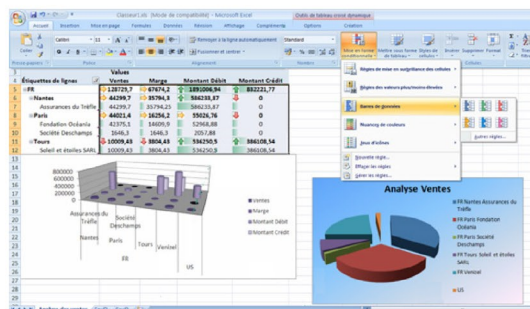 Classeur1.xls [Mode de compatibilité] - Microsoft Excel
Outils de tableau croisé dynamique
Accueil Insertion Mise en page Formules Données Révision Affichage Compléments Options Création
Coller
Calibri 11
Renvoyer à la ligne automatiquement
Standard
Fusionner et centrer
Mise en forme conditionnelle
Mettre sous forme de tableau
Styles de cellules
Insérer Supprimer Format
Police
Alignement
Nombre
Règles de mise en surbrillance des cellules
Règles des valeurs plus/moins élevées
Barres de données
Nuances de couleurs
Jeux d'icônes
Nouvelle règle...
Effacer les règles
Gérer les règles...
Autres règles...
Values
Étiquettes de lignes Ventes Marge Montant Débit Montant Crédit
FR 128729,7 67674,2 1891006,94 832221,77
Nantes 44299,7 35794,3 586233,87 0
Assurances du Trèfle 44299,7 35794,25 586233,87 0
Paris 44021,4 16256,2 55026,76 0
Fondation Océania 42375,1 14609,9 52968,88 0
Société Deschamps 1646,3 1646,3 2057,88 0
Tours 10009,43 3804,43 536250,5 386108,54
Soleil et étoiles SARL 10009,43 3804,43 536250,5 386108,54
800000
600000
400000
200000
0
Assurances du Trèfle
Société Deschamps
Nantes Paris Tours Venissel
FR
US
Ventes
Marge
Montant Débit
Montant Crédit
Analyse Ventes
FR Nantes Assurances du Trèfle
FR Paris Fondation Océania
FR Paris Société Deschamps
FR Tours Soleil et étoiles SARL
FR Venissel
US